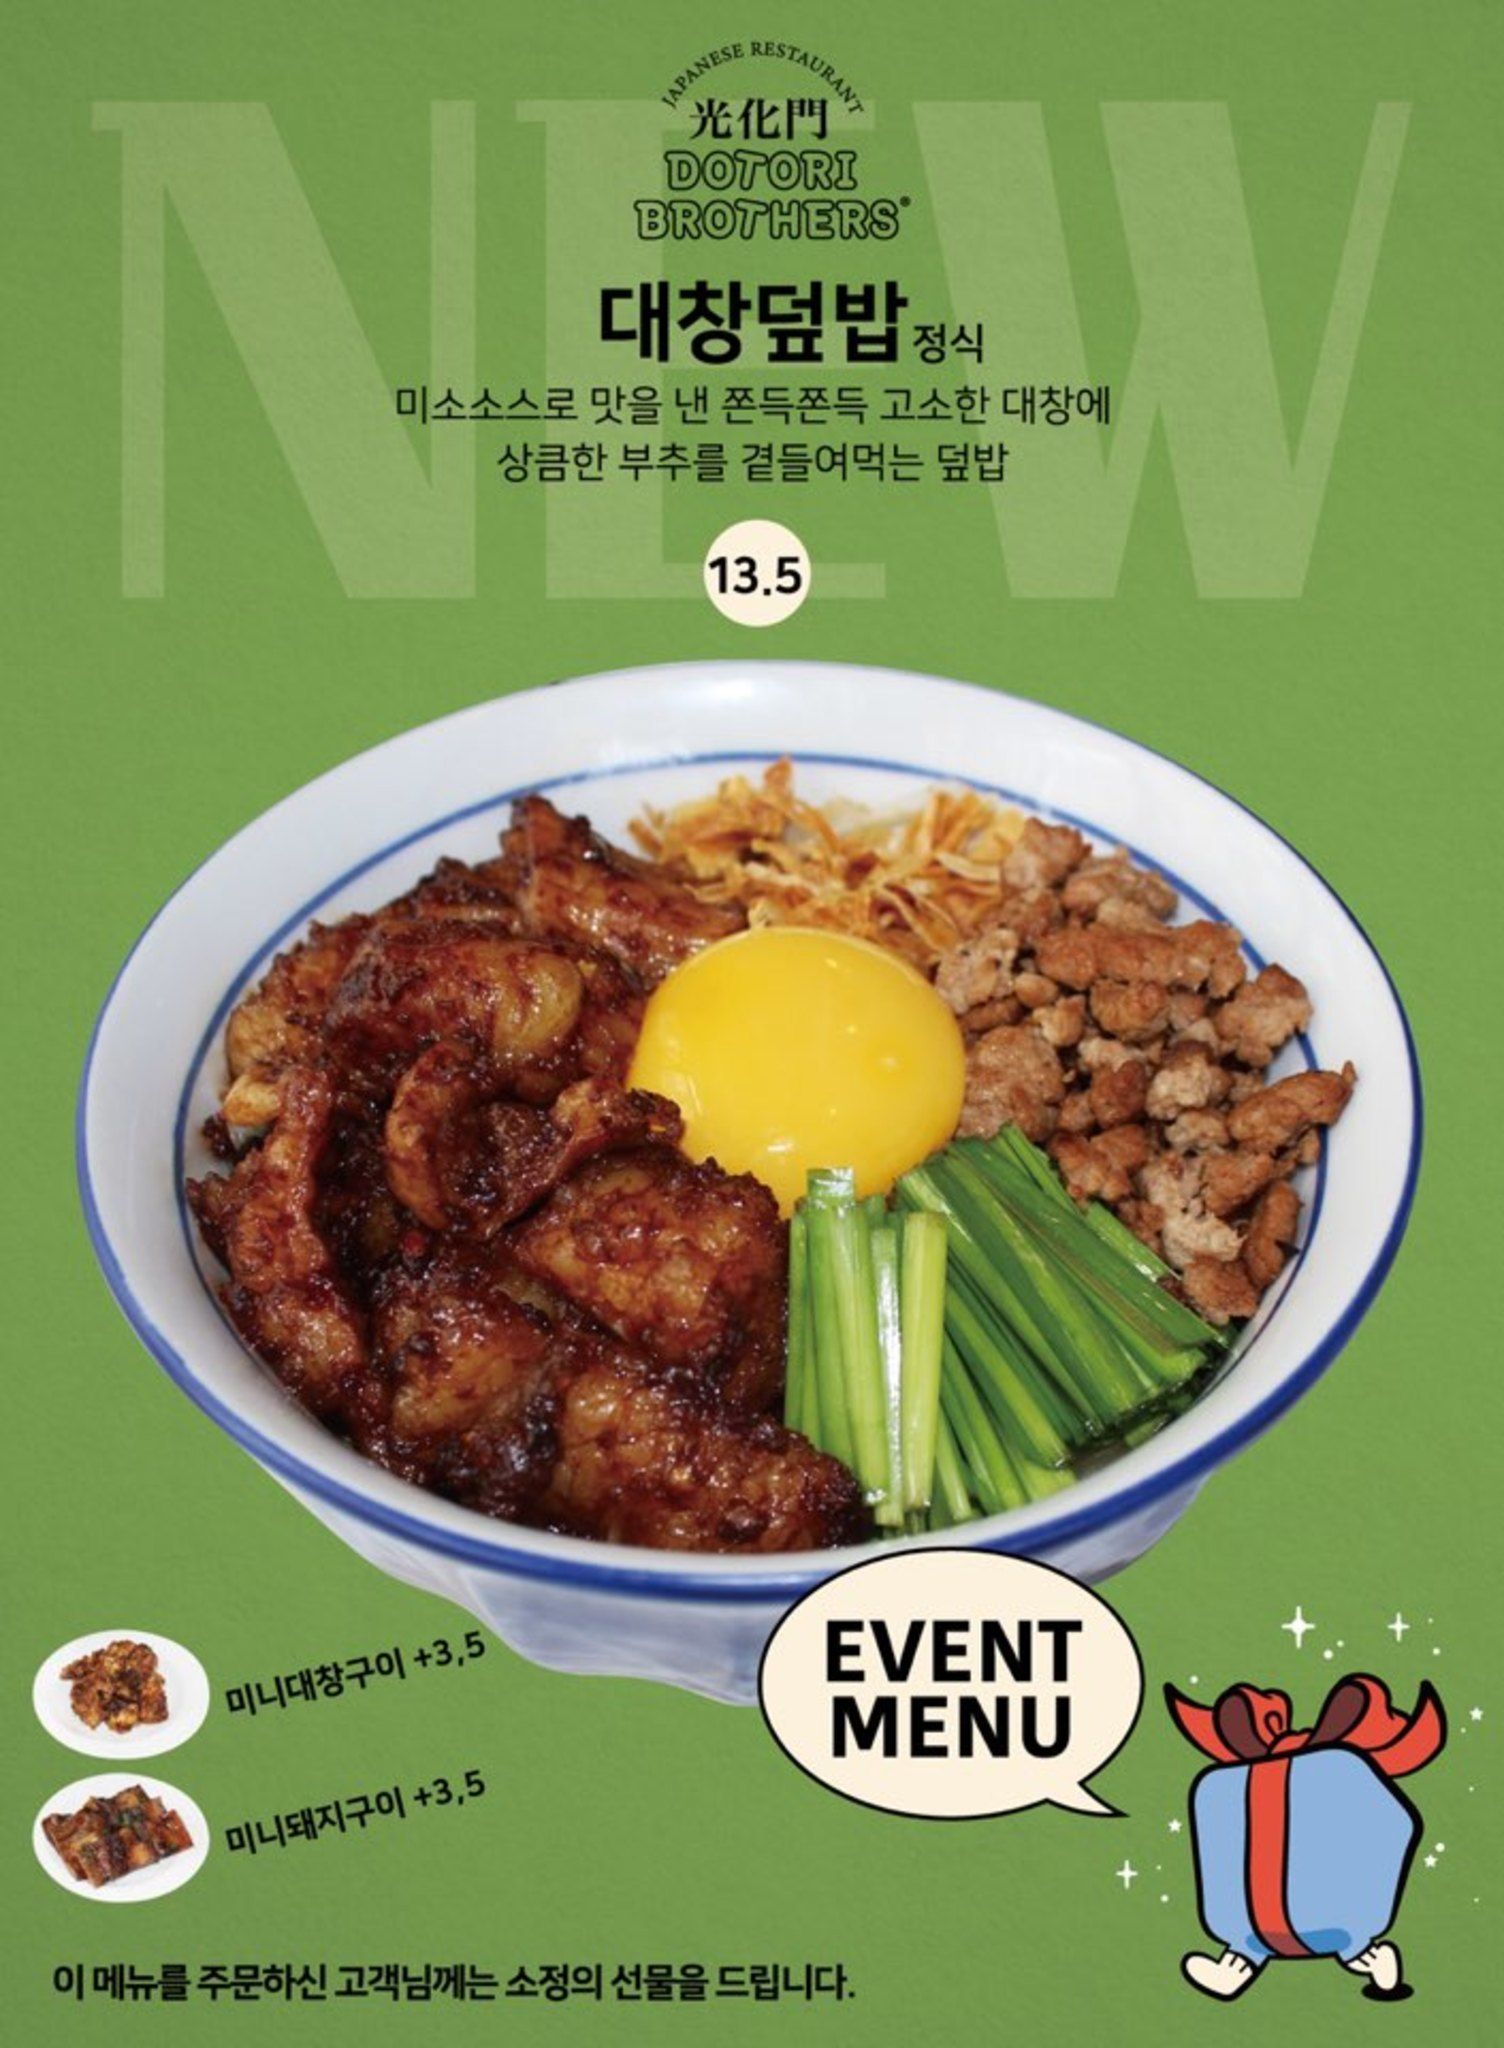 NEW
JAPANESE RESTAURANT
光化門
DOTORI
BROTHERS®
대창덮밥 정식
미소소스로 맛을 낸 쫀득쫀득 고소한 대창에
상큼한 부추를 곁들여먹는 덮밥
13.5
미니대창구이 +3,5
미니돼지구이 +3,5
EVENT
MENU
이 메뉴를 주문하신 고객님께는 소정의 선물을 드립니다.